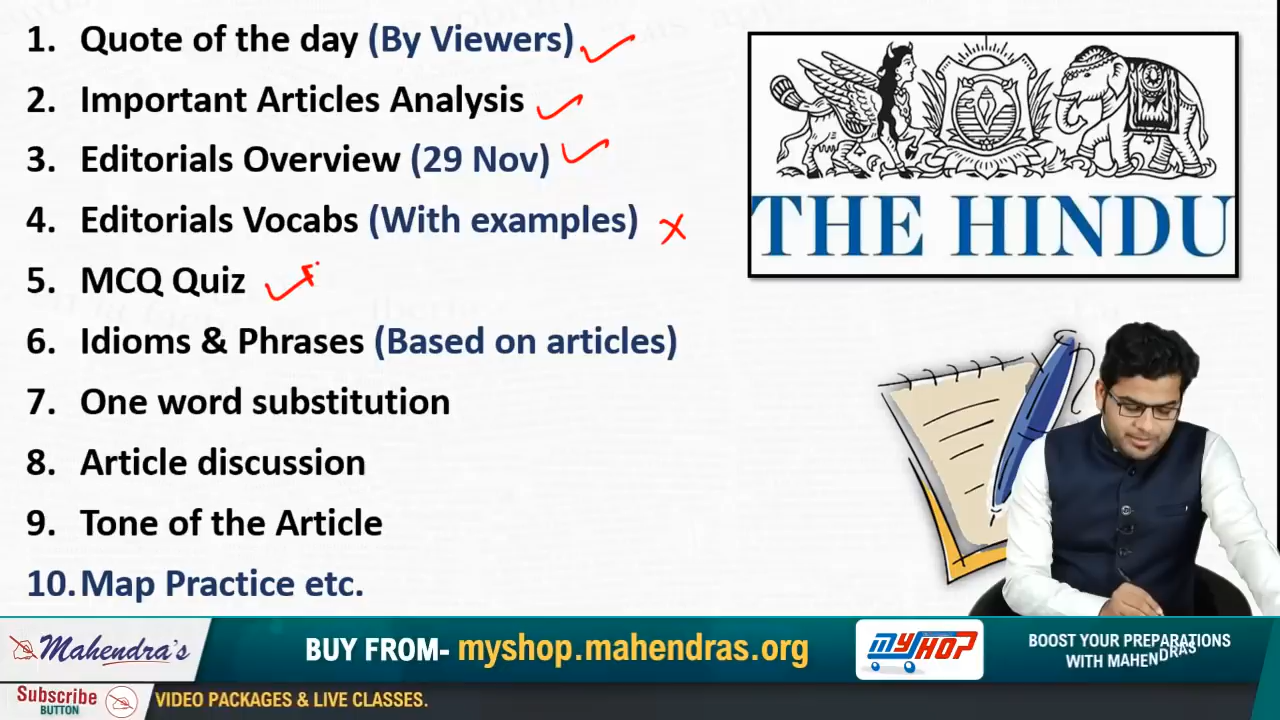 1. Quote of the day (By Viewers)
2. Important Articles Analysis
3. Editorials Overview (29 Nov)
4. Editorials Vocabs (With examples)
5. MCQ Quiz
6. Idioms & Phrases (Based on articles)
7. One word substitution
8. Article discussion
9. Tone of the Article
10. Map Practice etc.
THE HINDU
Mahendra's
BUY FROM- myshop.mahendras.org
MYSHOP
BOOST YOUR PREPARATIONS
WITH MAHENDRAS
Subscribe
BUTTON
VIDEO PACKAGES & LIVE CLASSES.